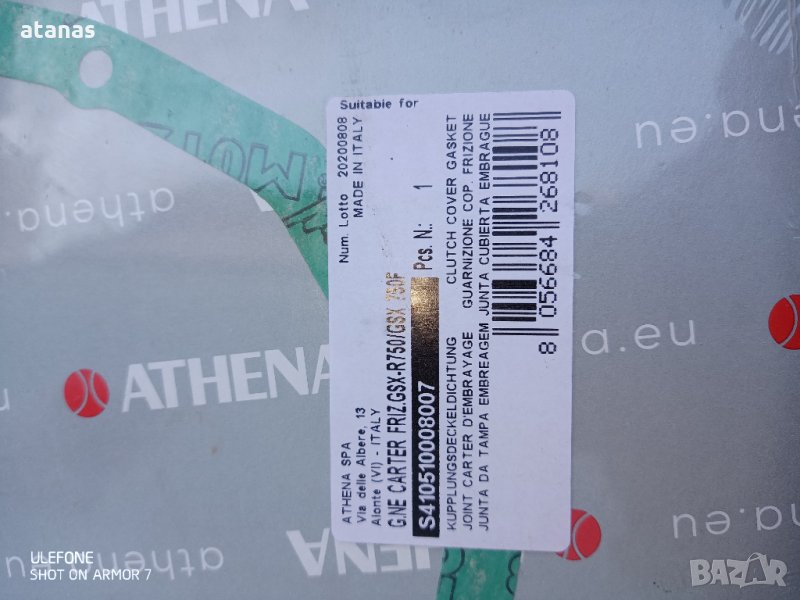 atanas
ATHENA
athena.eu
Suitable for
ATHENA SPA
Via delle Albere, 13
Alonte (VI) - ITALY
Num. Lotto 20200808
MADE IN ITALY
G.NE CARTER FRIZ.GSX-R750/GSX 750F
S410510008007 Pcs. N.: 1
KUPPLUNGSDECKELDICHTUNG CLUTCH COVER GASKET
JOINT CARTER D'EMBRAYAGE GUARNIZIONE COP. FRIZIONE
JUNTA DA TAMPA EMBREAGEM JUNTA CUBIERTA EMBRAGUE
8 056684 268108
athena.eu
a.eu
athena.
ATHENA
ATH
athena
ATHENA
ULEFONE
SHOT ON ARMOR 7
BAZAR